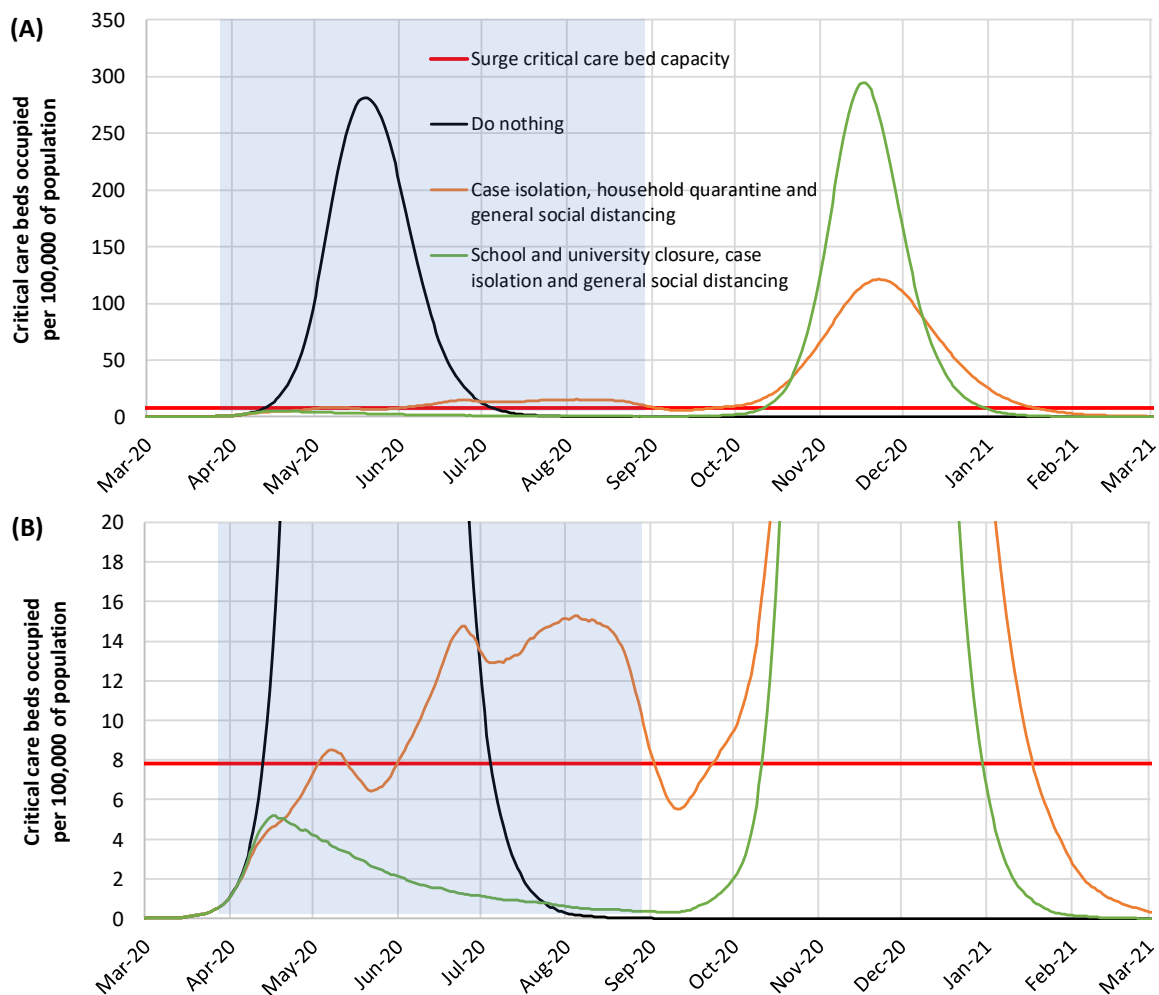 (A)
Critical care beds occupied
per 100,000 of population
350
300
250
200
150
100
50
0
Surge critical care bed capacity
Do nothing
Case isolation, household quarantine and
general social distancing
School and university closure, case
isolation and general social distancing
Mar-20
Apr-20
May-20
Jun-20
Jul-20
Aug-20
Sep-20
Oct-20
Nov-20
Dec-20
Jan-21
Feb-21
Mar-21
(B)
Critical care beds occupied
per 100,000 of population
20
18
16
14
12
10
8
6
4
2
0
Mar-20
Apr-20
May-20
Jun-20
Jul-20
Aug-20
Sep-20
Oct-20
Nov-20
Dec-20
Jan-21
Feb-21
Mar-21